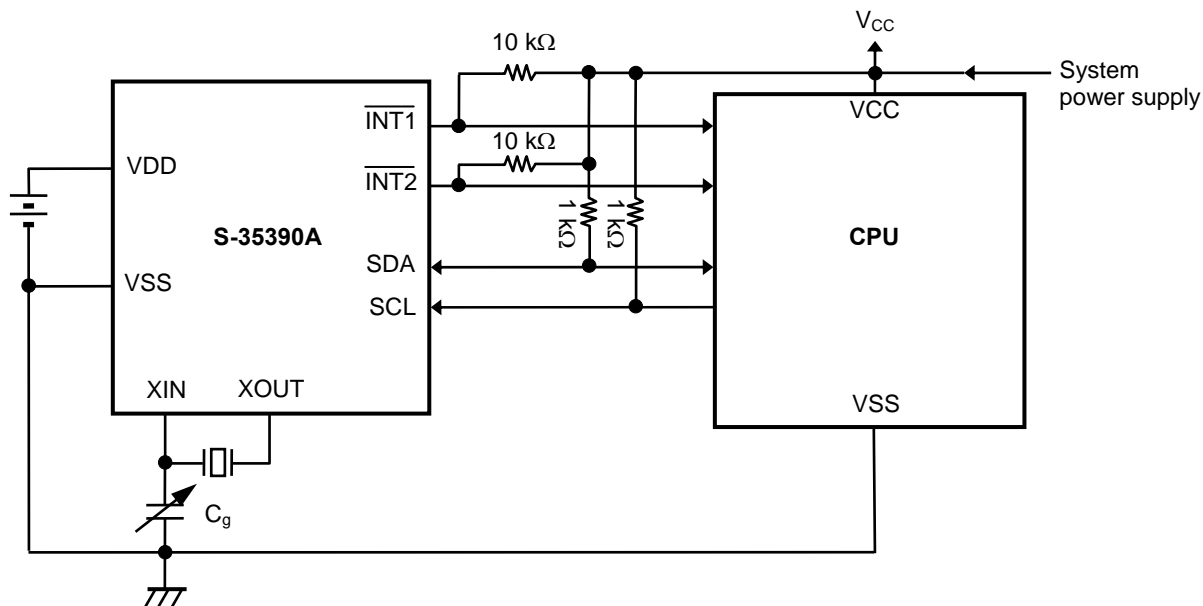 V_CC
10 kΩ
System
power supply
VCC
INT1
10 kΩ
VDD
INT2
1 kΩ
1 kΩ
S-35390A
CPU
SDA
VSS
SCL
XIN
XOUT
VSS
C_g